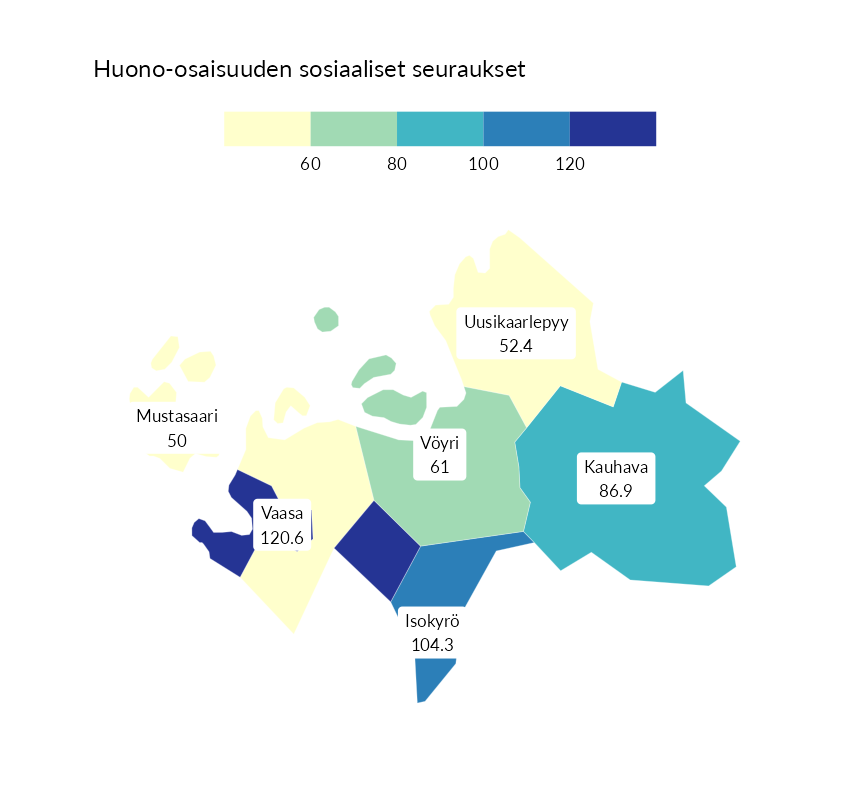 Huono-osaisuuden sosiaaliset seuraukset
60 80 100 120
Uusikaarlepyy
52.4
Mustasaari
50
Vöyri
61
Kauhava
86.9
Vaasa
120.6
Isokyrö
104.3